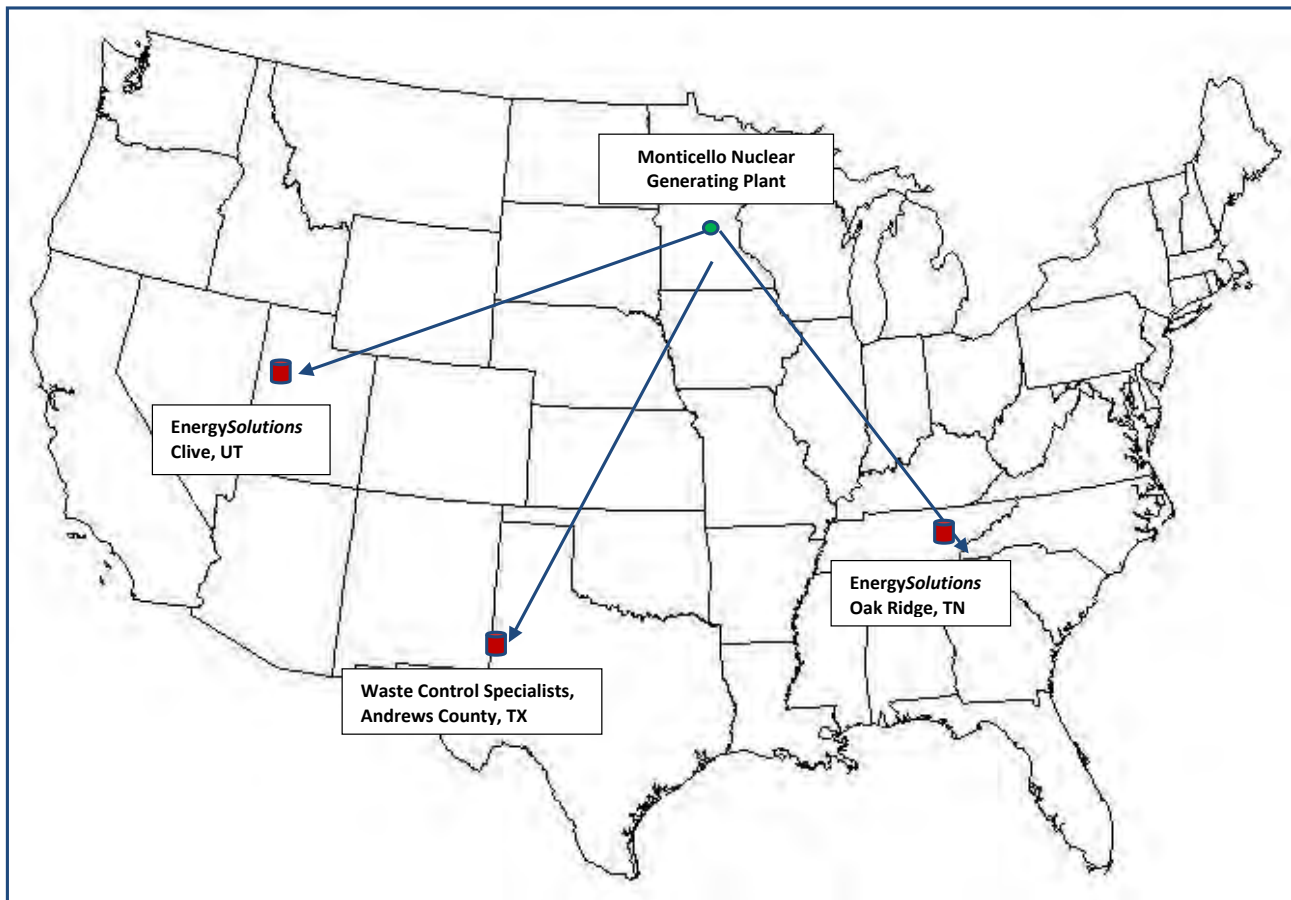 Monticello Nuclear
Generating Plant
EnergySolutions
Clive, UT
EnergySolutions
Oak Ridge, TN
Waste Control Specialists,
Andrews County, TX